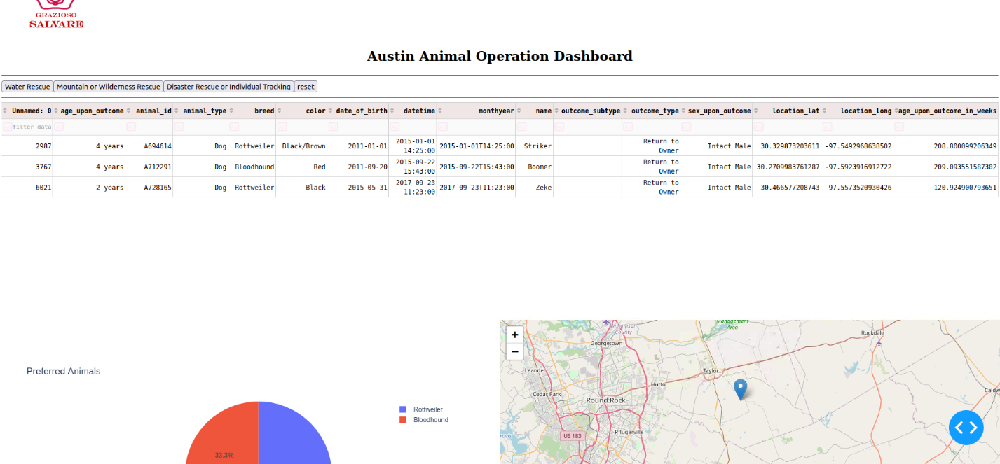 GRAZIOSO
SALVARE
Austin Animal Operation Dashboard
Water Rescue Mountain or Wilderness Rescue Disaster Rescue or Individual Tracking reset
Unnamed: 0 age_upon_outcome animal_id animal_type breed color date_of_birth datetime monthyear name outcome_subtype outcome_type sex_upon_outcome location_lat location_long age_upon_outcome_in_weeks
filter data
2987 4 years A694614 Dog Rottweiler Black/Brown 2011-01-01 2015-01-01 14:25:00 2015-01-01T14:25:00 Striker Return to Owner Intact Male 30.329873203611 -97.5492968638502 208.800099206349
3767 4 years A712291 Dog Bloodhound Red 2011-09-20 2015-09-22 15:43:00 2015-09-22T15:43:00 Boomer Return to Owner Intact Male 30.2709983761287 -97.5923916912722 209.093551587302
6021 2 years A728165 Dog Rottweiler Black 2015-05-31 2017-09-23 11:23:00 2017-09-23T11:23:00 Zeke Return to Owner Intact Male 30.466577208743 -97.5573520930426 120.924900793651
Preferred Animals
Rottweiler
Bloodhound
33.3%
+
−
Williamson
County
Management
Area
Georgetown
Rockdale
Leander
Taylor
Hutto
Cedar Park
Round Rock
US 183
Pflugerville